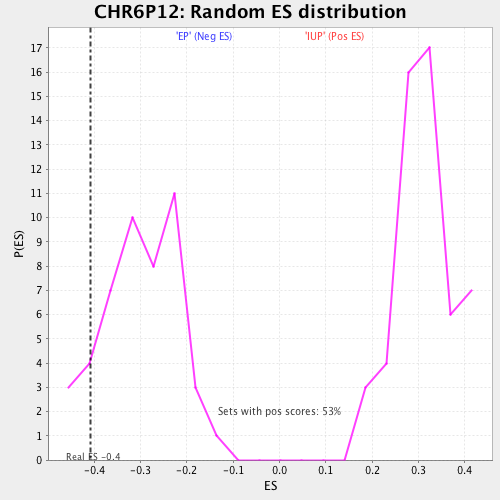 CHR6P12: Random ES distribution
'EP' (Neg ES) 'IUP' (Pos ES)
17
16
15
14
13
12
11
10
9
8
7
6
5
4
3
2
1
0
P(ES)
Sets with pos scores: 53%
Real ES -0.4
-0.4 -0.3 -0.2 -0.1 0.0 0.1 0.2 0.3 0.4
ES